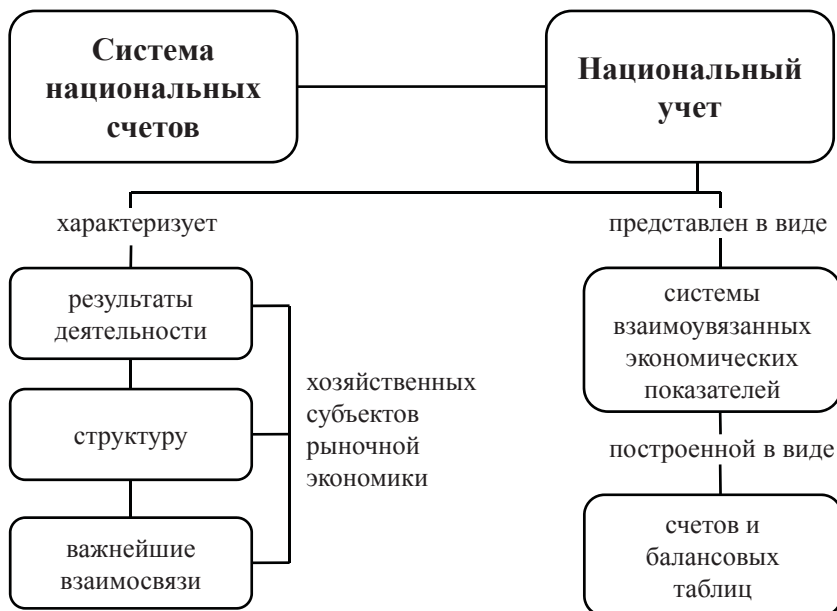 Система
национальных
счетов
Национальный
учет
характеризует
представлен в виде
результаты
деятельности
структуру
важнейшие
взаимосвязи
хозяйственных
субъектов
рыночной
экономики
системы
взаимоувязанных
экономических
показателей
построенной в виде
счетов и
балансовых
таблиц